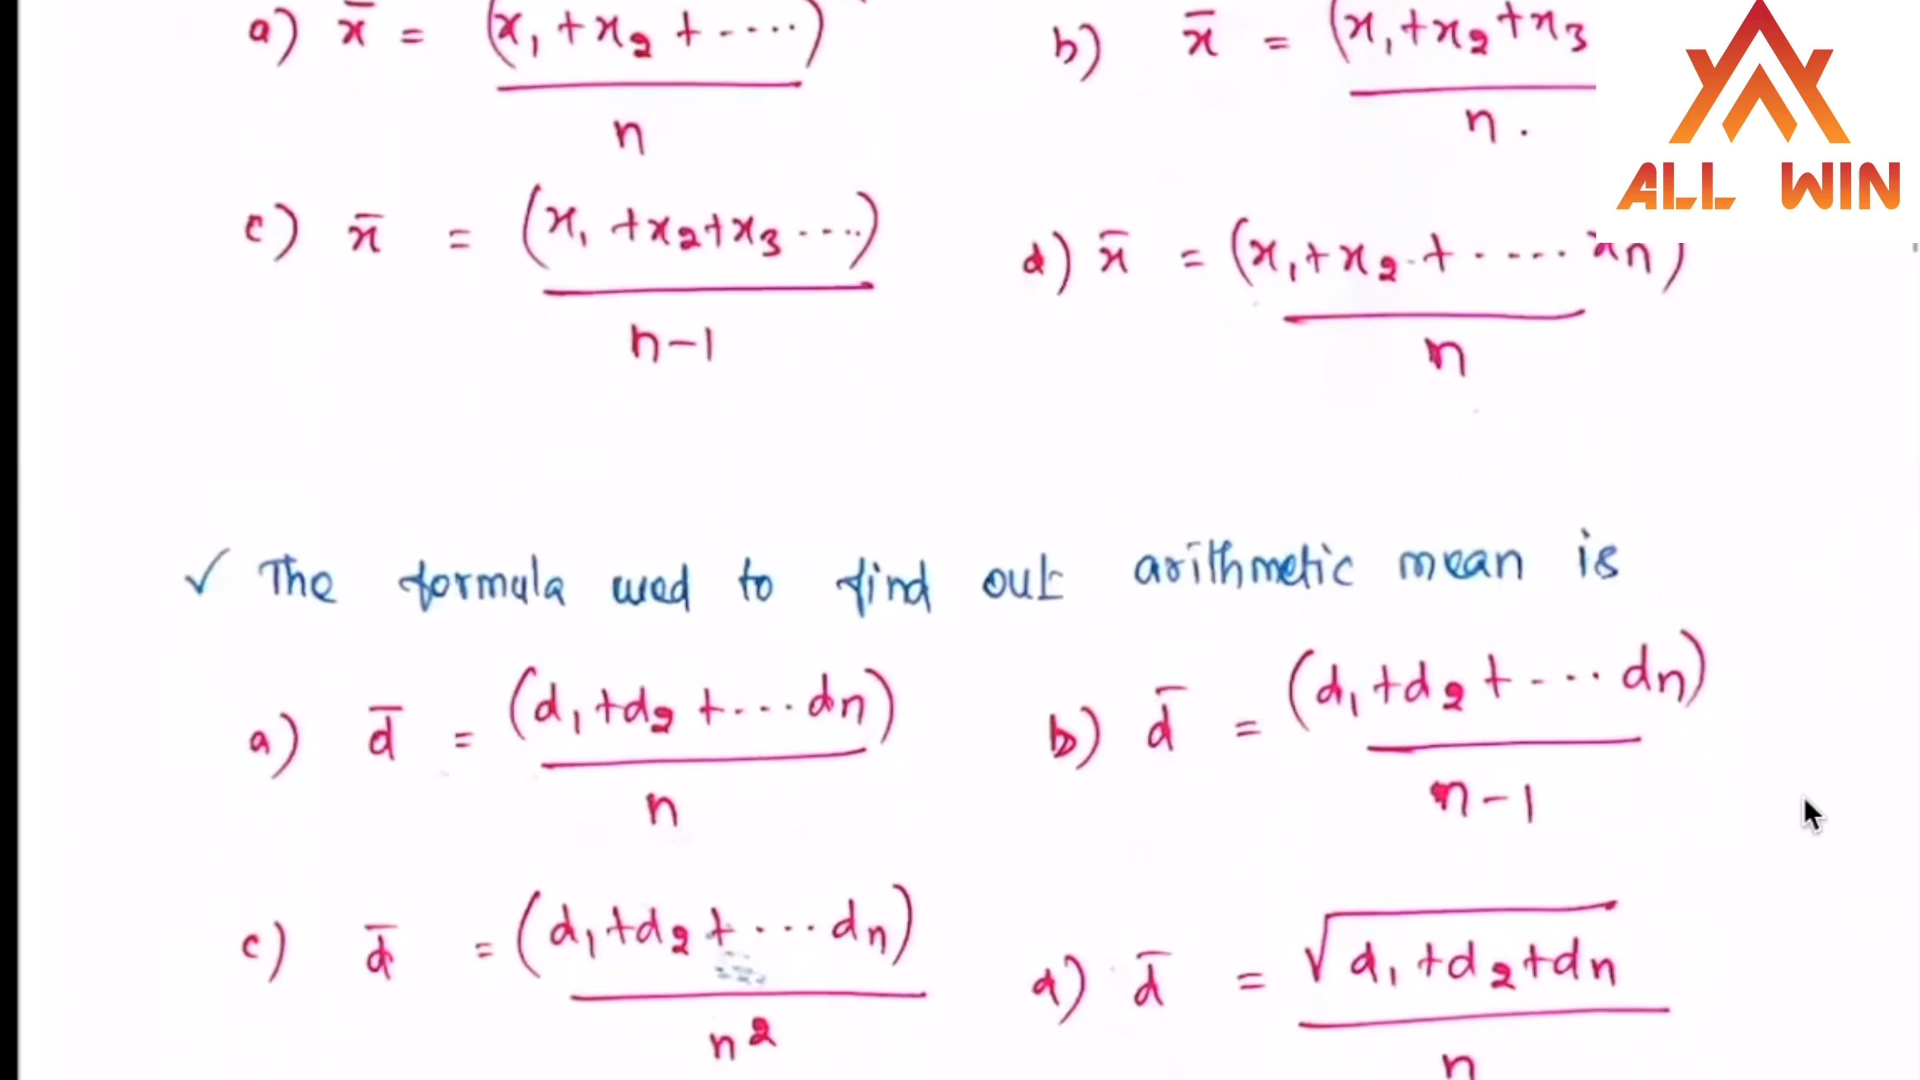 a) x̄ = (x₁ + x₂ + ....) / n b) x̄ = (x₁ + x₂ + x₃ / n.
ALL WIN
c) x̄ = (x₁ + x₂ + x₃ ....) / n-1 d) x̄ = (x₁ + x₂ + ..... xn) / n
✓ The formula used to find out arithmetic mean is
a) d̄ = (d₁ + d₂ + ... dn) / n b) d̄ = (d₁ + d₂ + ... dn) / n-1
c) d̄ = (d₁ + d₂ + ... dn) / n² d) d̄ = √d₁ + d₂ + dn / n